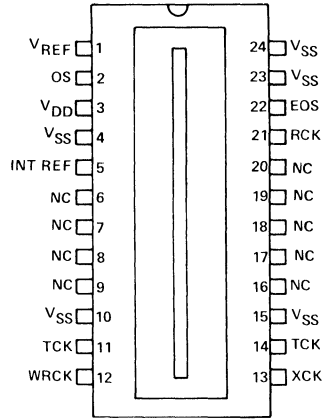 VREF 1 24 VSS
OS 2 23 VSS
VDD 3 22 EOS
VSS 4 21 RCK
INT REF 5 20 NC
NC 6 19 NC
NC 7 18 NC
NC 8 17 NC
NC 9 16 NC
VSS 10 15 VSS
TCK 11 14 TCK
WRCK 12 13 XCK